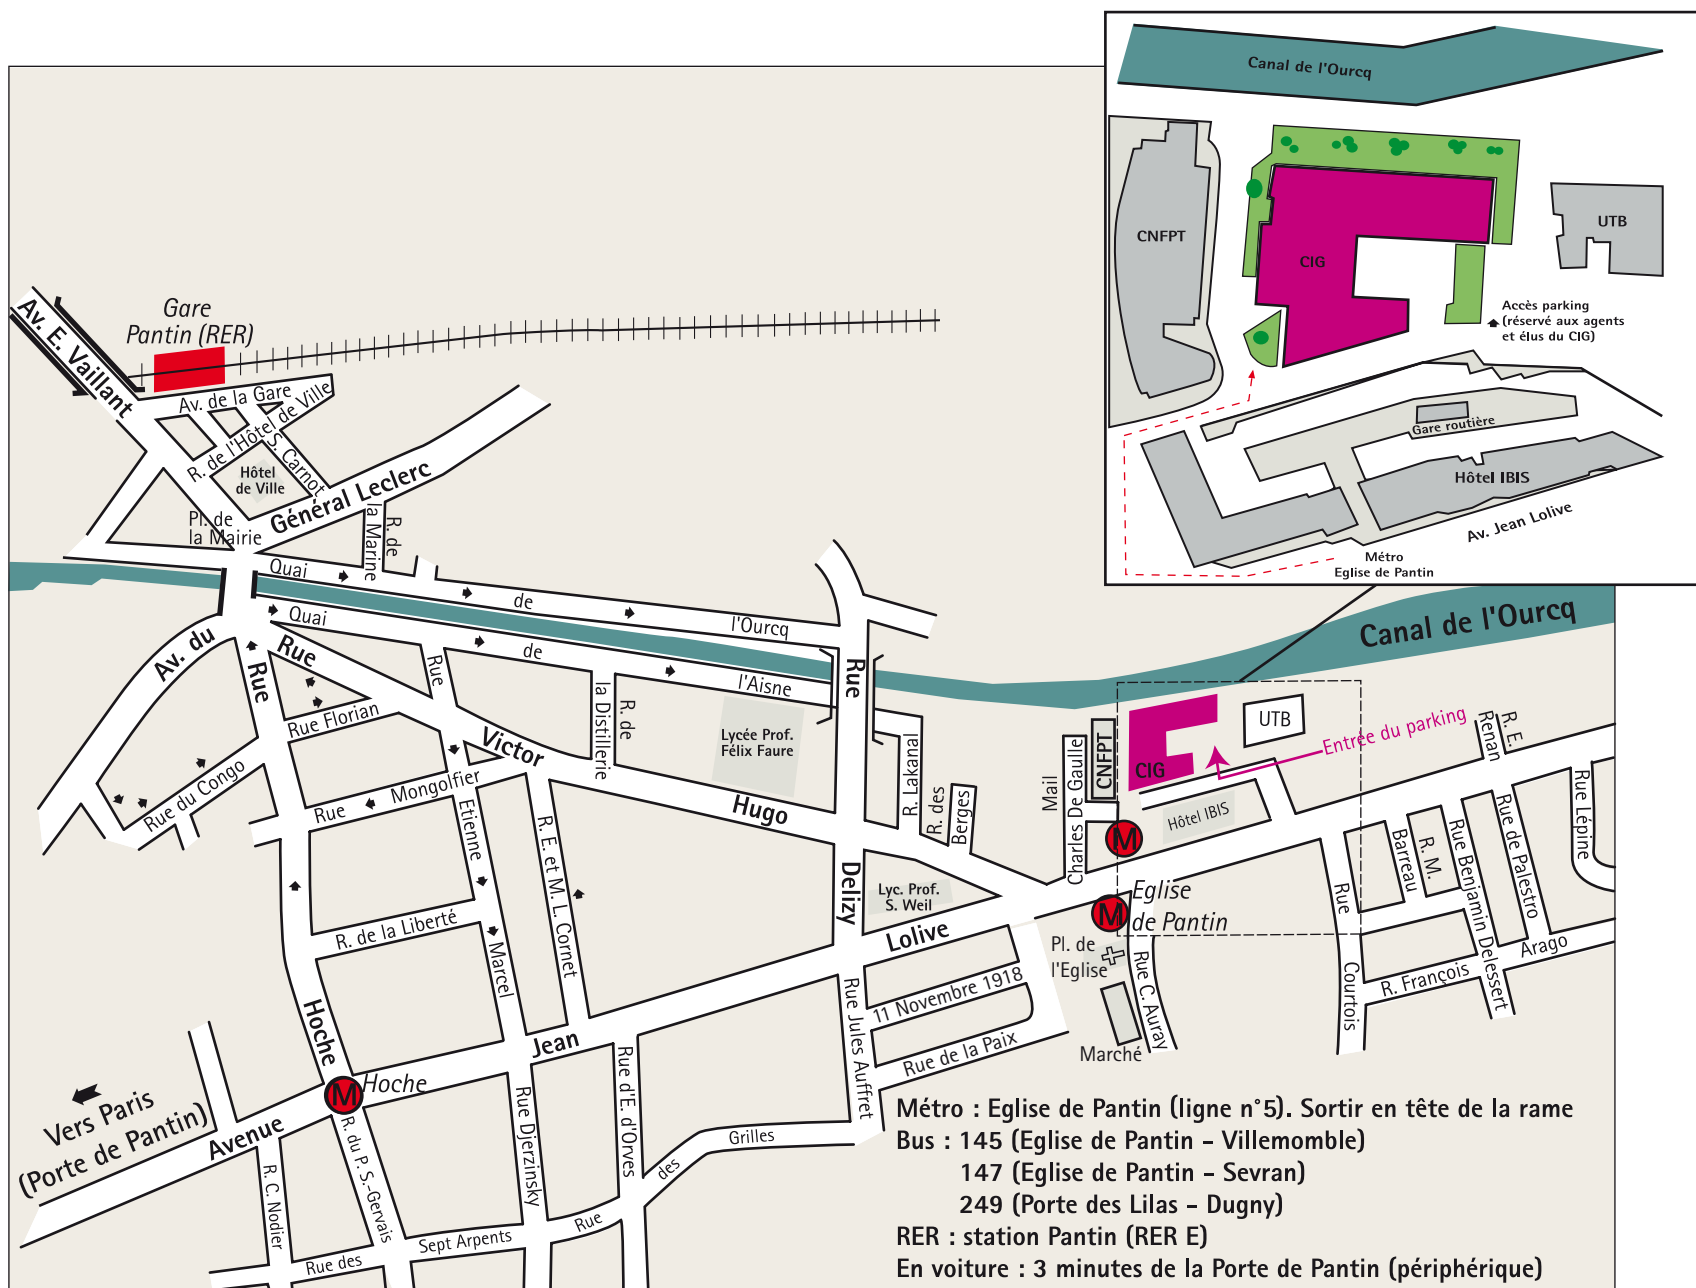 Canal de l'Ourcq
CNFPT
CIG
UTB
Accès parking
(réservé aux agents
et élus du CIG)
Gare routière
Hôtel IBIS
Av. Jean Lolive
Métro
Eglise de Pantin
Gare
Pantin (RER)
Av. E. Vaillant
Av. de la Gare
R. de l'Hôtel de Ville
S. Carnot
Hôtel
de Ville
Général Leclerc
Pl. de
la Mairie
R. de
la Marine
Quai de l'Ourcq
Quai de l'Aisne
Canal de l'Ourcq
Av. du
Rue Victor Hugo
Rue Hoche
Rue Florian
Rue du Congo
Rue Mongolfier
Rue Etienne Marcel
R. de
la Distillerie
Lycée Prof.
Félix Faure
Rue Delizy
R. Lakanal
R. des
Berges
Mail
Charles De Gaulle
CNFPT
CIG
UTB
Entrée du parking
Hôtel IBIS
R. E.
Renan
Rue Lépine
Rue de Palestro
Rue Benjamin Delessert
R. M.
Barreau
Rue Courtois
R. François Arago
M
M
Eglise
de Pantin
Pl. de
l'Eglise
Rue C. Auray
Marché
Lyc. Prof.
S. Weil
R. E. et M. L. Cornet
R. de la Liberté
Avenue Jean Lolive
11 Novembre 1918
Rue de la Paix
Rue Jules Auffret
M
Hoche
Vers Paris
(Porte de Pantin)
R. C. Nodier
R. du P. S.-Gervais
Rue Djerzinsky
Rue d'E. d'Orves
Rue des Sept Arpents
Rue des Grilles
Métro : Eglise de Pantin (ligne n°5). Sortir en tête de la rame
Bus : 145 (Eglise de Pantin - Villemomble)
147 (Eglise de Pantin - Sevran)
249 (Porte des Lilas - Dugny)
RER : station Pantin (RER E)
En voiture : 3 minutes de la Porte de Pantin (périphérique)